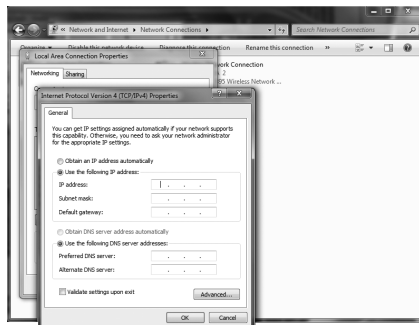 « Network and Internet ▸ Network Connections ▸
Search Network Connections
Organize ▼ Disable this network device Diagnose this connection Rename this connection »
Local Area Connection Properties
Networking Sharing
work Connection
2
95 Wireless Network ...
Internet Protocol Version 4 (TCP/IPv4) Properties
General
You can get IP settings assigned automatically if your network supports
this capability. Otherwise, you need to ask your network administrator
for the appropriate IP settings.
Obtain an IP address automatically
Use the following IP address:
IP address:
Subnet mask:
Default gateway:
Obtain DNS server address automatically
Use the following DNS server addresses:
Preferred DNS server:
Alternate DNS server:
Validate settings upon exit
Advanced...
OK Cancel